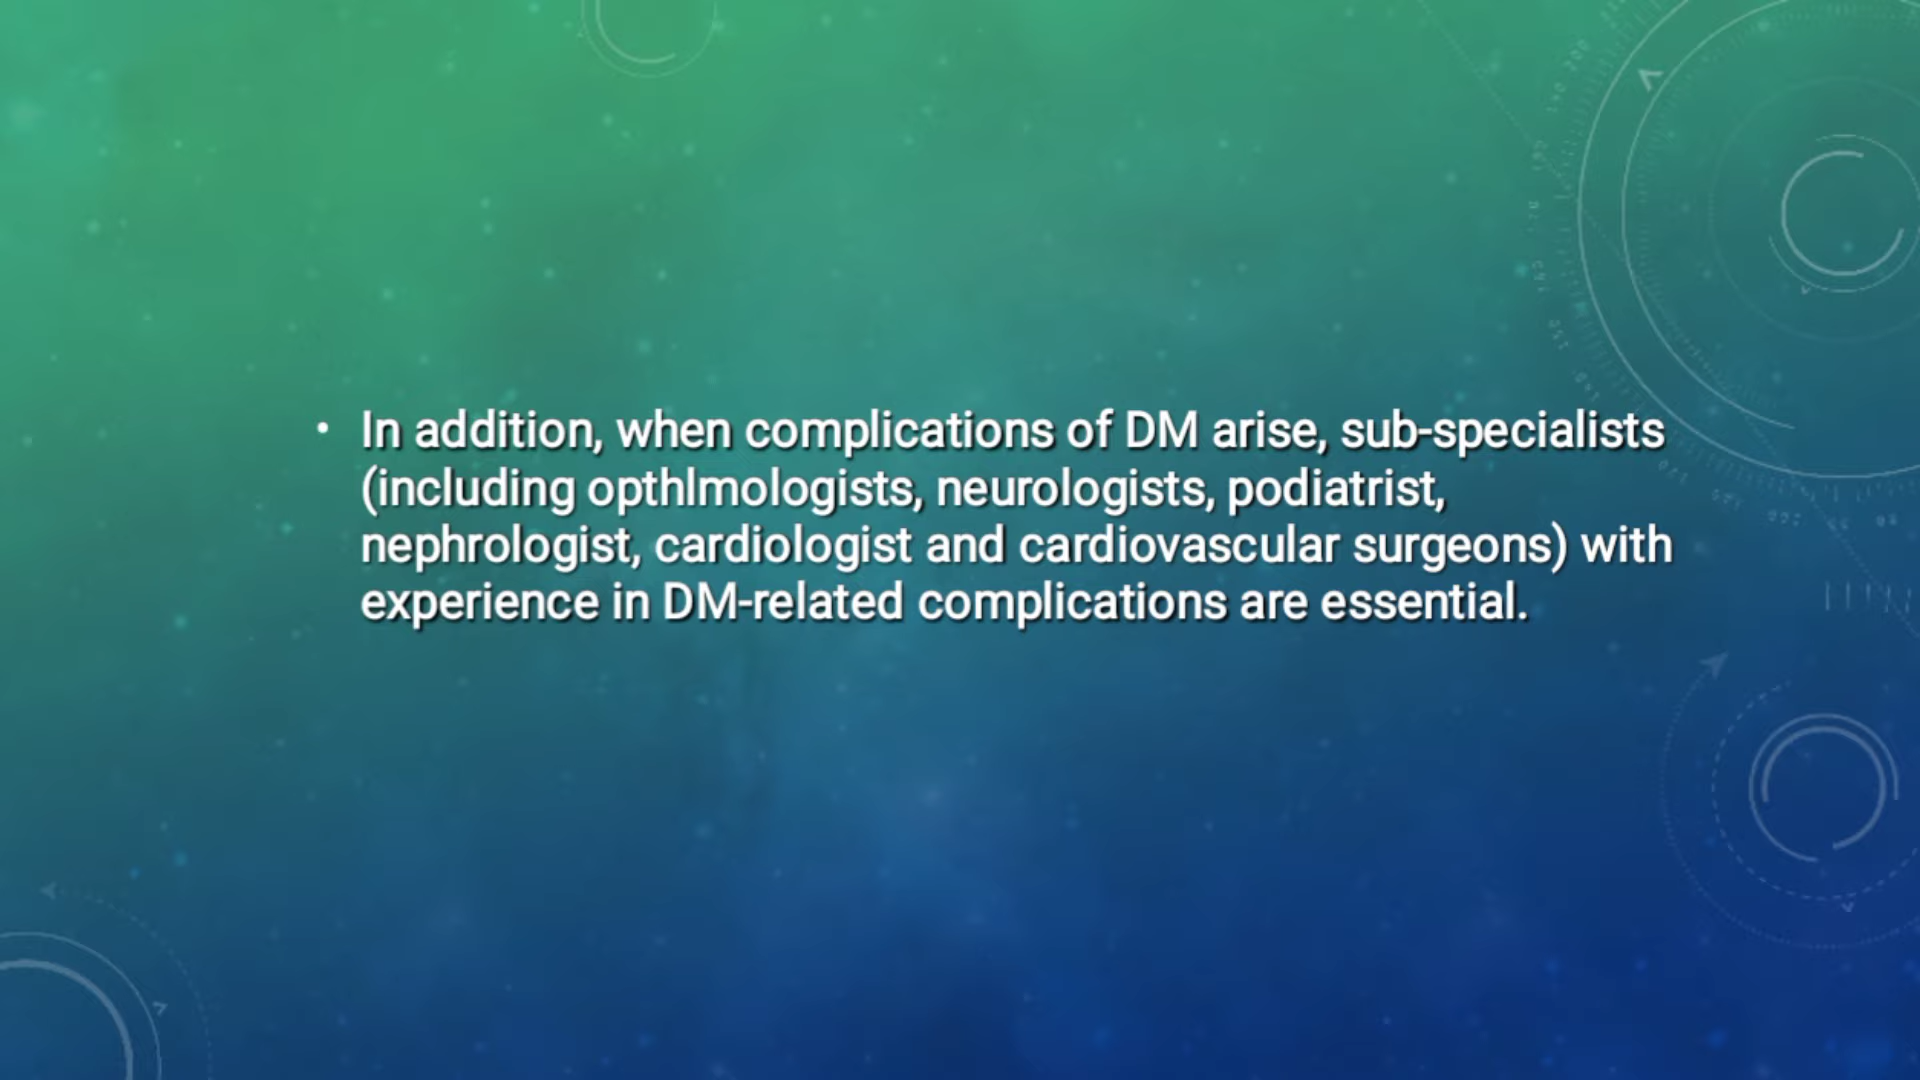 • In addition, when complications of DM arise, sub-specialists
(including opthlmologists, neurologists, podiatrist,
nephrologist, cardiologist and cardiovascular surgeons) with
experience in DM-related complications are essential.